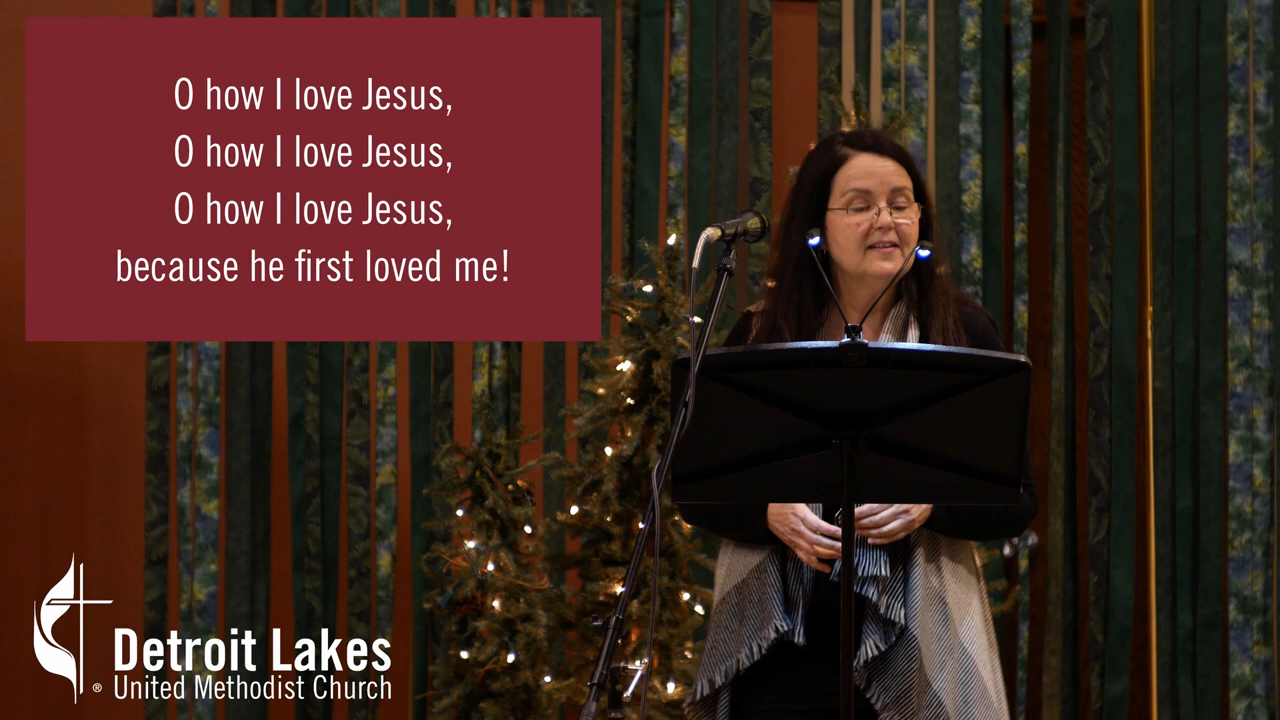 O how I love Jesus,
O how I love Jesus,
O how I love Jesus,
because he first loved me!
® Detroit Lakes
United Methodist Church